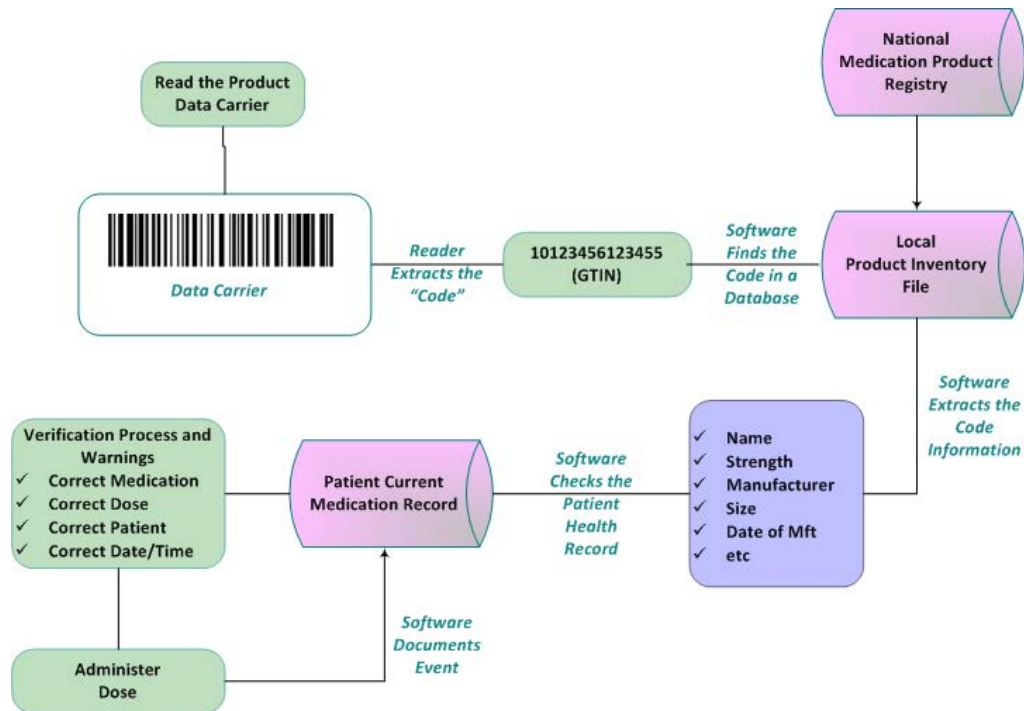 National
Medication Product
Registry
Read the Product
Data Carrier
Data Carrier
Reader
Extracts the
“Code”
10123456123455
(GTIN)
Software
Finds the
Code in a
Database
Local
Product Inventory
File
Software
Extracts the
Code
Information
✓ Name
✓ Strength
✓ Manufacturer
✓ Size
✓ Date of Mft
✓ etc
Software
Checks the
Patient
Health
Record
Patient Current
Medication Record
Verification Process and
Warnings
✓ Correct Medication
✓ Correct Dose
✓ Correct Patient
✓ Correct Date/Time
Administer
Dose
Software
Documents
Event